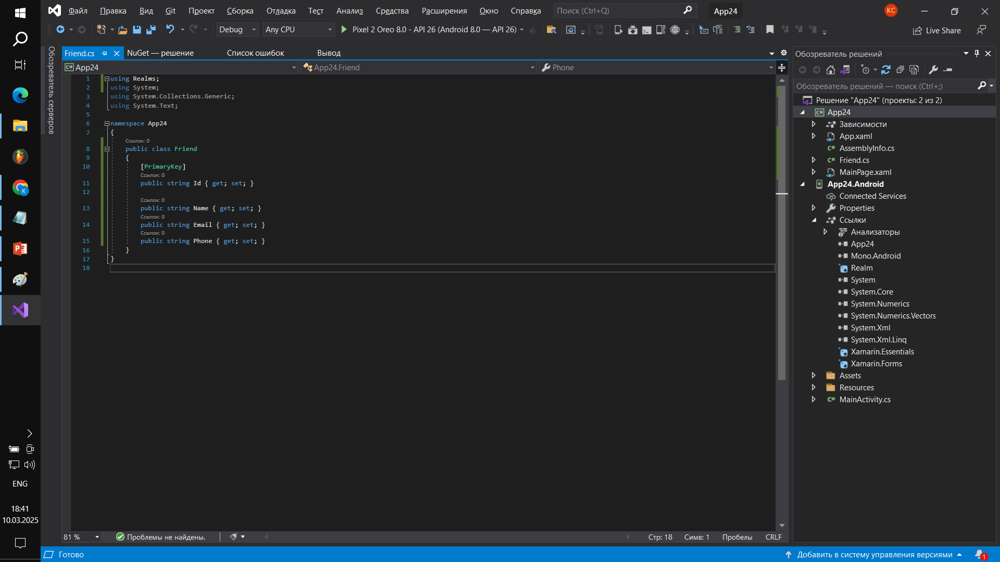 Файл Правка Вид Git Проект Сборка Отладка Тест Анализ Средства Расширения Окно Справка Поиск (Ctrl+Q) App24 КС
Debug Any CPU Pixel 2 Oreo 8.0 - API 26 (Android 8.0 — API 26) Live Share
Обозреватель серверов
Friend.cs NuGet — решение Список ошибок Вывод
App24 App24.Friend Phone
1 using Realms;
2 using System;
3 using System.Collections.Generic;
4 using System.Text;
5
6 namespace App24
7 {
Ссылок: 0
8 public class Friend
9 {
10 [PrimaryKey]
Ссылок: 0
11 public string Id { get; set; }
12
Ссылок: 0
13 public string Name { get; set; }
Ссылок: 0
14 public string Email { get; set; }
Ссылок: 0
15 public string Phone { get; set; }
16 }
17 }
18
81 % Проблемы не найдены. Стр: 18 Симв: 1 Пробелы CRLF
Обозреватель решений
Обозреватель решений — поиск (Ctrl+;)
Решение "App24" (проекты: 2 из 2)
App24
Зависимости
App.xaml
AssemblyInfo.cs
Friend.cs
MainPage.xaml
App24.Android
Connected Services
Properties
Ссылки
Анализаторы
App24
Mono.Android
Realm
System
System.Core
System.Numerics
System.Numerics.Vectors
System.Xml
System.Xml.Linq
Xamarin.Essentials
Xamarin.Forms
Assets
Resources
MainActivity.cs
ENG
18:41
10.03.2025
Готово Добавить в систему управления версиями 1